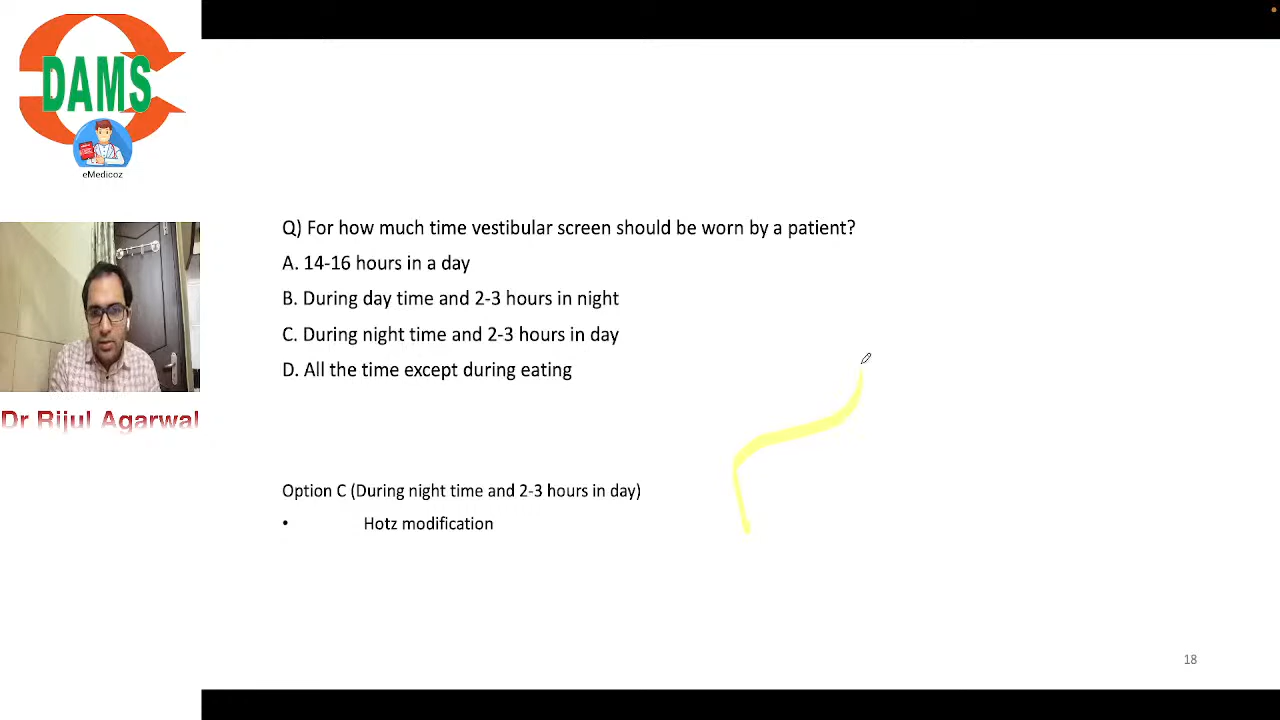 DAMS
eMedicoz
Q) For how much time vestibular screen should be worn by a patient?
A. 14-16 hours in a day
B. During day time and 2-3 hours in night
C. During night time and 2-3 hours in day
D. All the time except during eating
Dr Rijul Agarwal
Option C (During night time and 2-3 hours in day)
• Hotz modification
18